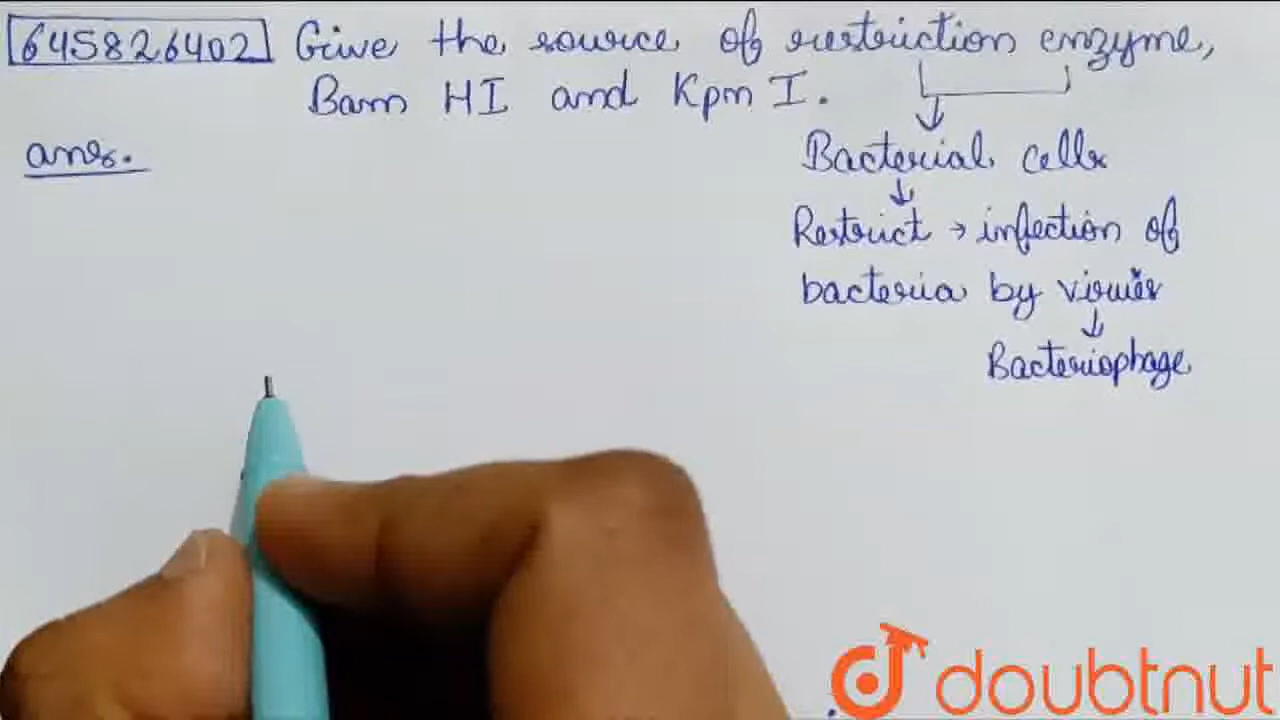 645826402 Give the source of restriction enzyme,
Bam HI and Kpn I.
ans.
Bacterial cells
Restrict → infection of
bacteria by virus
Bacteriophage
doubtnut